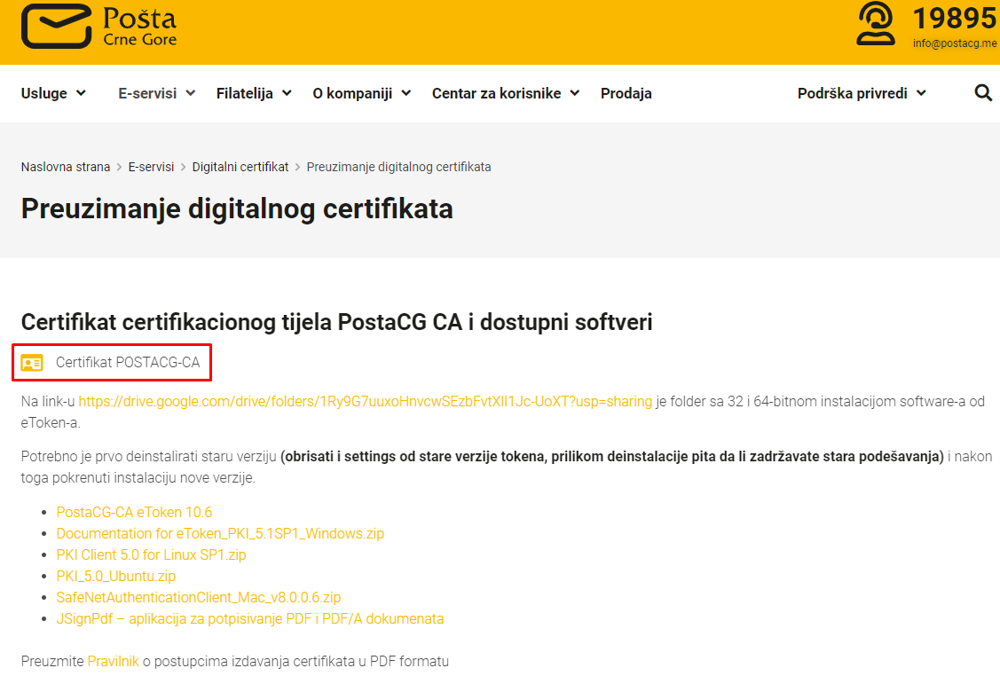 Pošta
Crne Gore
19895
info@postacg.me
Usluge
E-servisi
Filatelija
O kompaniji
Centar za korisnike
Prodaja
Podrška privredi
Naslovna strana > E-servisi > Digitalni certifikat > Preuzimanje digitalnog certifikata
Preuzimanje digitalnog certifikata
Certifikat certifikacionog tijela PostaCG CA i dostupni softveri
Certifikat POSTACG-CA
Na link-u https://drive.google.com/drive/folders/1Ry9G7uuxoHnvcwSEzbFvtXIl1Jc-UoXT?usp=sharing je folder sa 32 i 64-bitnom instalacijom software-a od
eToken-a.
Potrebno je prvo deinstalirati staru verziju (obrisati i settings od stare verzije tokena, prilikom deinstalacije pita da li zadržavate stara podešavanja) i nakon
toga pokrenuti instalaciju nove verzije.
• PostaCG-CA eToken 10.6
• Documentation for eToken_PKI_5.1SP1_Windows.zip
• PKI Client 5.0 for Linux SP1.zip
• PKI_5.0_Ubuntu.zip
• SafeNetAuthenticationClient_Mac_v8.0.0.6.zip
• JSignPdf – aplikacija za potpisivanje PDF i PDF/A dokumenata
Preuzmite Pravilnik o postupcima izdavanja certifikata u PDF formatu